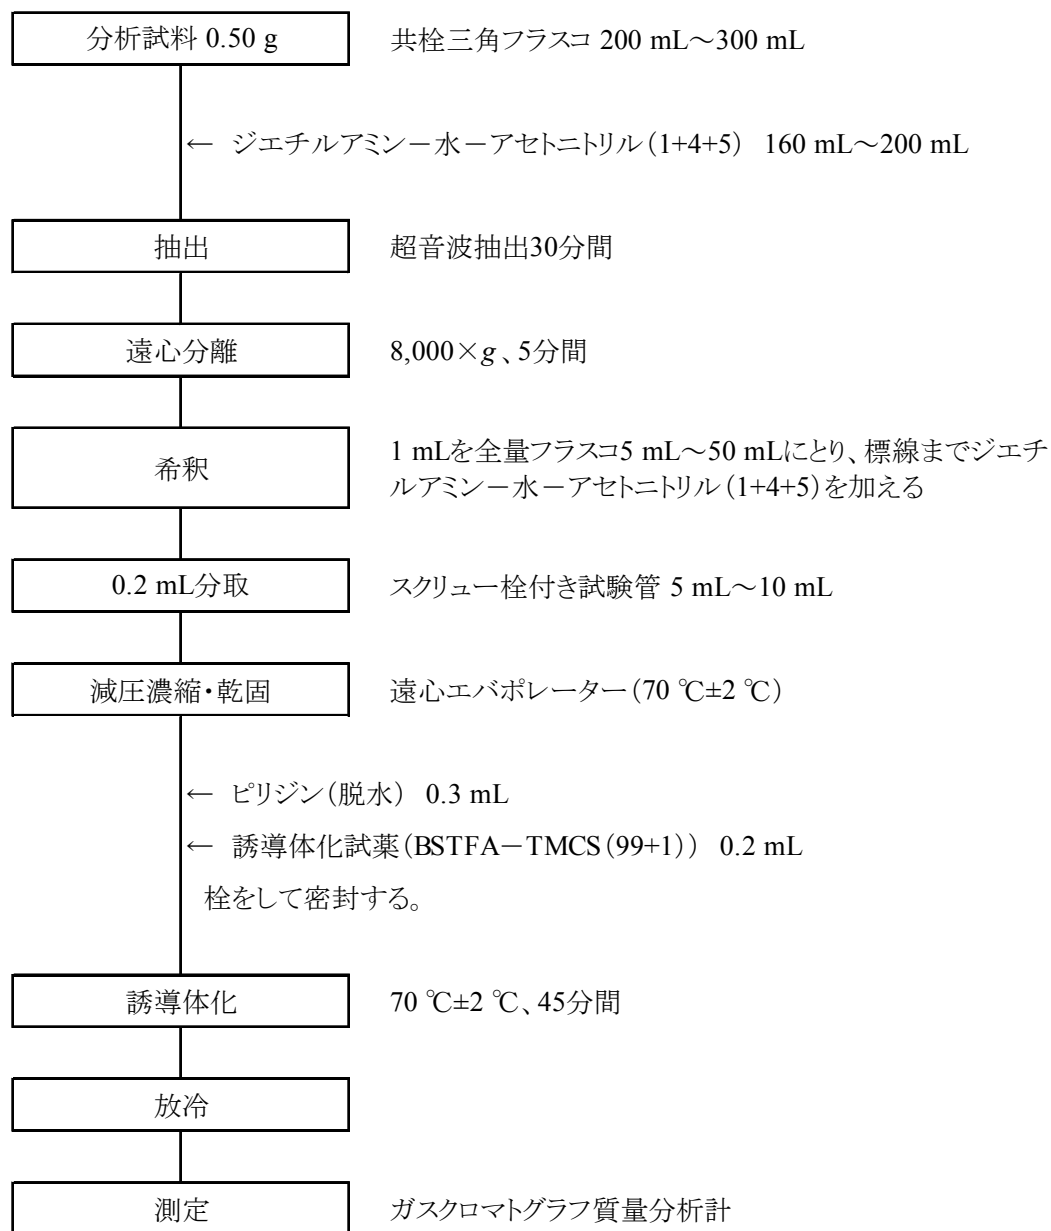 分析試料 0.50 g
共栓三角フラスコ 200 mL～300 mL
← ジエチルアミン－水－アセトニトリル（1+4+5） 160 mL～200 mL
抽出
超音波抽出30分間
遠心分離
8,000×g、5分間
希釈
1 mLを全量フラスコ5 mL～50 mLにとり、標線までジエチ
ルアミン－水－アセトニトリル（1+4+5）を加える
0.2 mL分取
スクリュー栓付き試験管 5 mL～10 mL
減圧濃縮・乾固
遠心エバポレーター（70 ℃±2 ℃）
← ピリジン（脱水） 0.3 mL
← 誘導体化試薬（BSTFA－TMCS（99+1）） 0.2 mL
栓をして密封する。
誘導体化
70 ℃±2 ℃、45分間
放冷
測定
ガスクロマトグラフ質量分析計